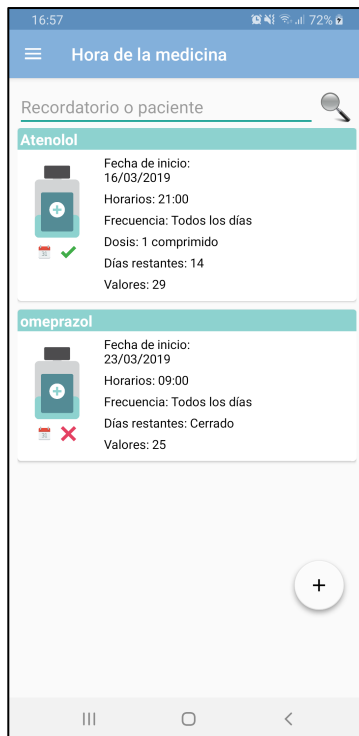 16:57 72%
Hora de la medicina
Recordatorio o paciente
Atenolol
Fecha de inicio:
16/03/2019
Horarios: 21:00
Frecuencia: Todos los días
Dosis: 1 comprimido
Días restantes: 14
Valores: 29
omeprazol
Fecha de inicio:
23/03/2019
Horarios: 09:00
Frecuencia: Todos los días
Días restantes: Cerrado
Valores: 25
+